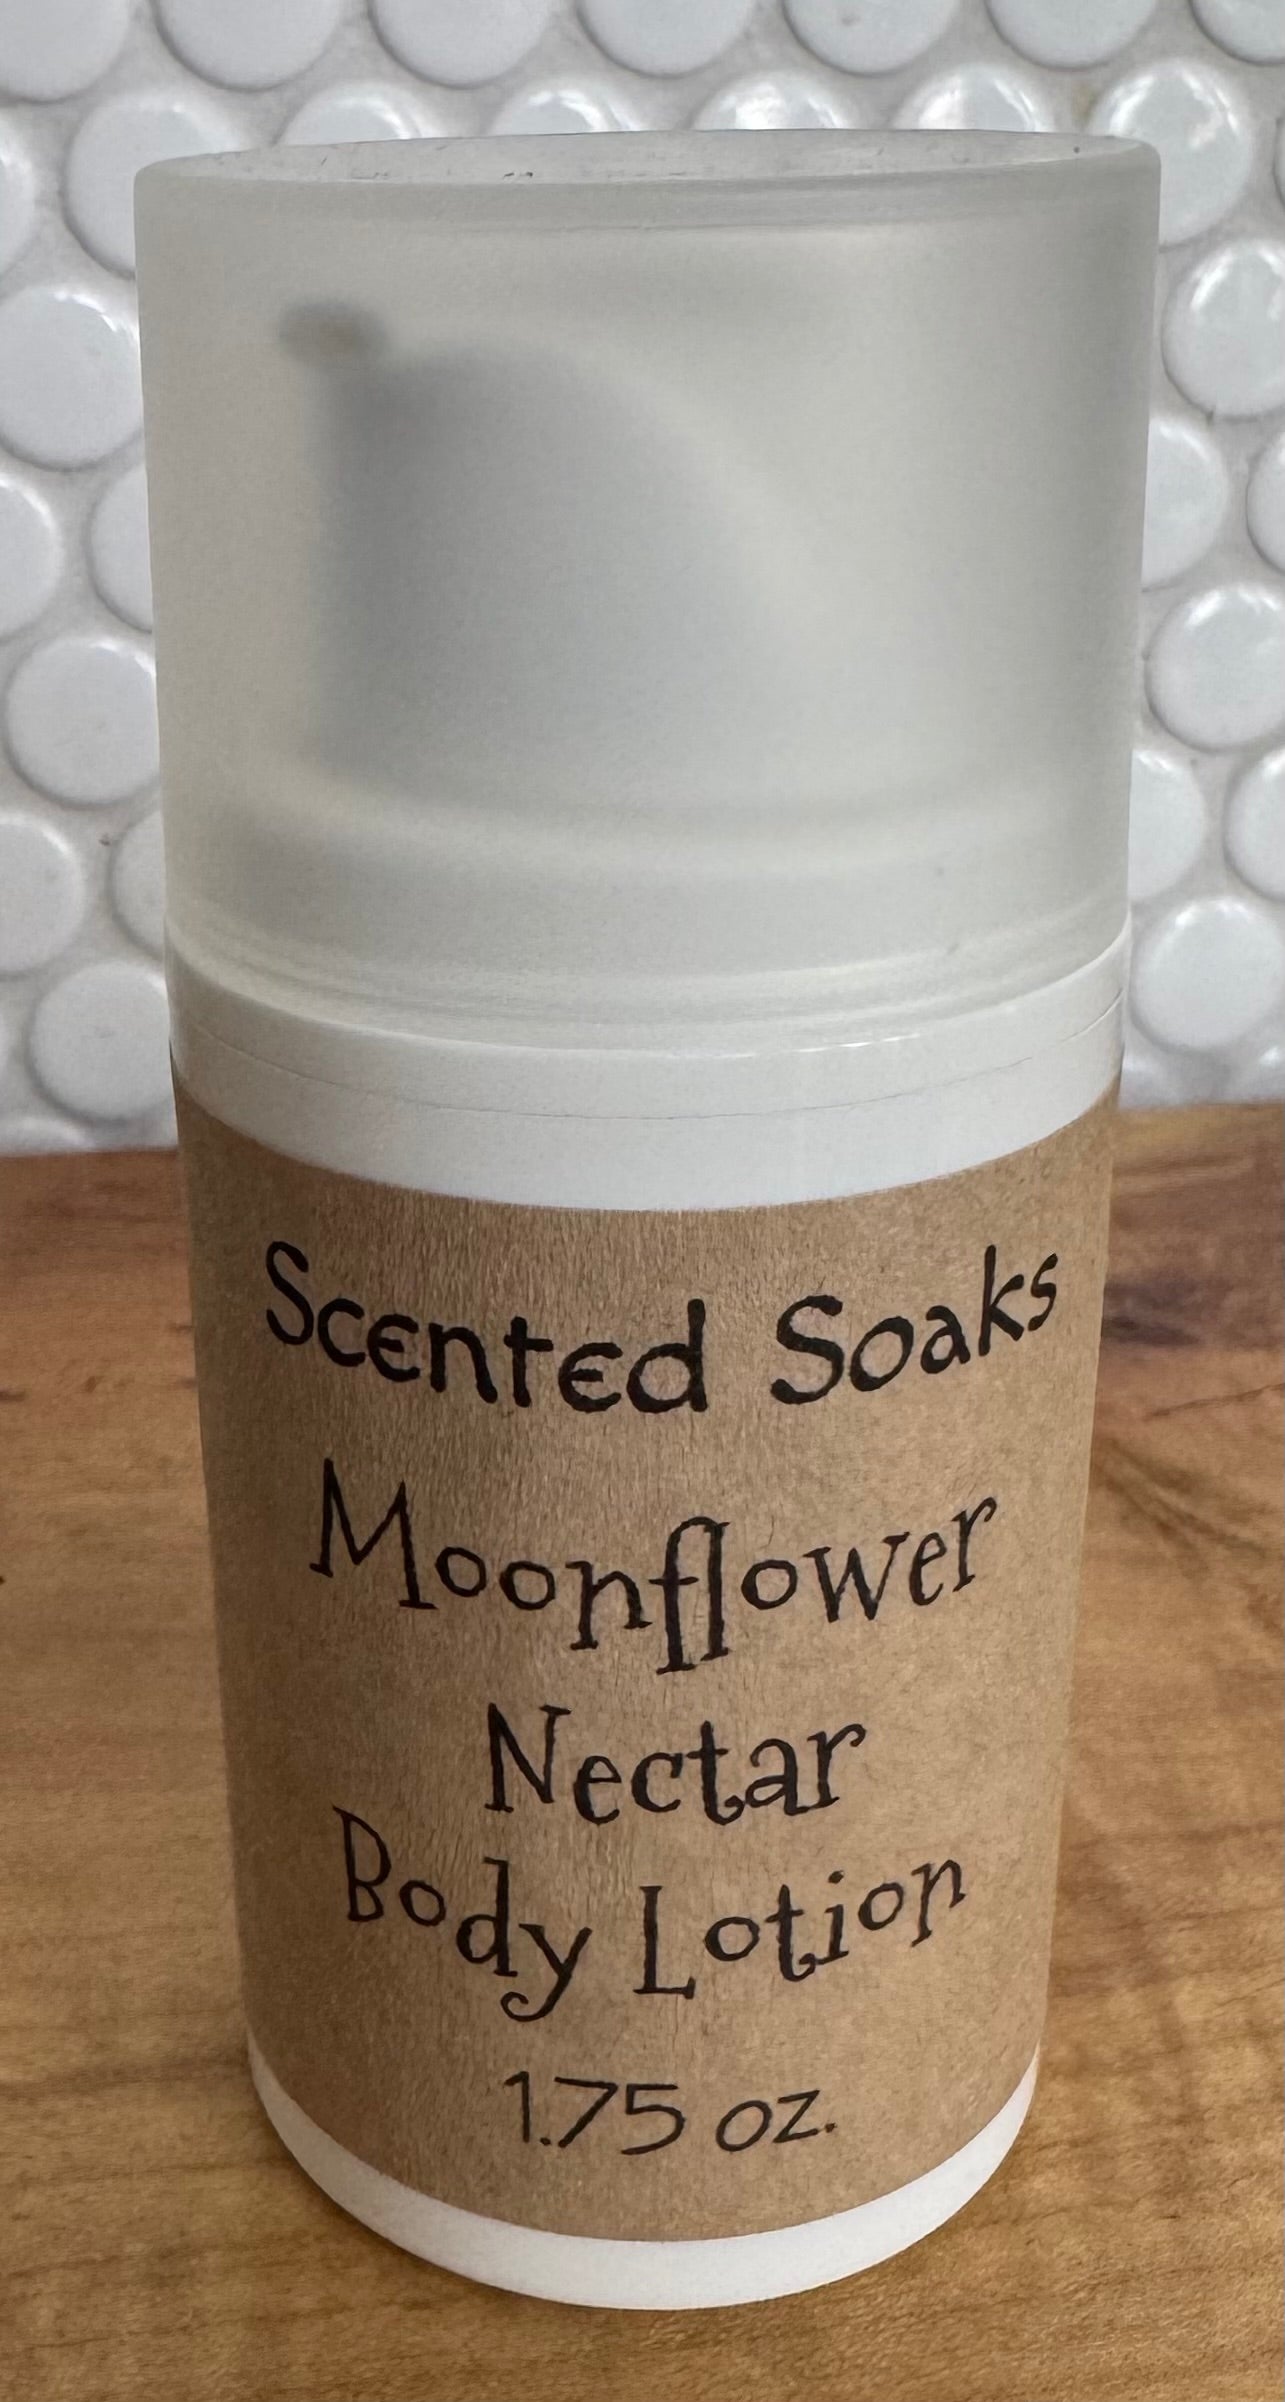 Scented Soaks
Moonflower
Nectar
Body Lotion
1.75 oz.